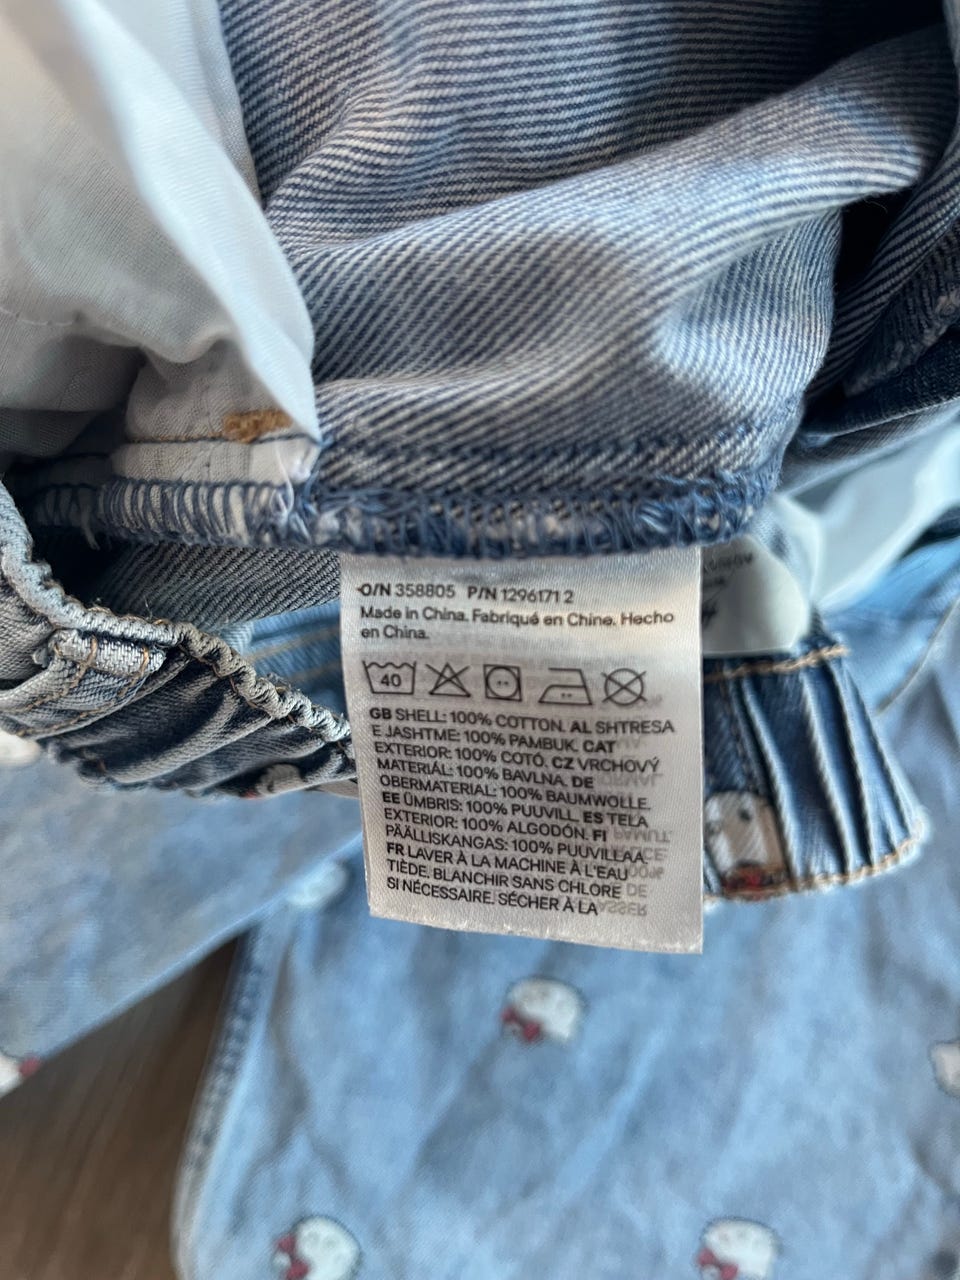 O/N 358805 P/N 1296171 2
Made in China. Fabriqué en Chine. Hecho
en China.
40
GB SHELL: 100% COTTON. AL SHTRESA
E JASHTME: 100% PAMBUK. CAT
EXTERIOR: 100% COTÓ. CZ VRCHOVÝ
MATERIÁL: 100% BAVLNA. DE
OBERMATERIAL: 100% BAUMWOLLE.
EE ÜMBRIS: 100% PUUVILL. ES TELA
EXTERIOR: 100% ALGODÓN. FI
PÄÄLLISKANGAS: 100% PUUVILLAA.
FR LAVER À LA MACHINE À L'EAU
TIÈDE. BLANCHIR SANS CHLORE
SI NÉCESSAIRE. SÉCHER À LA